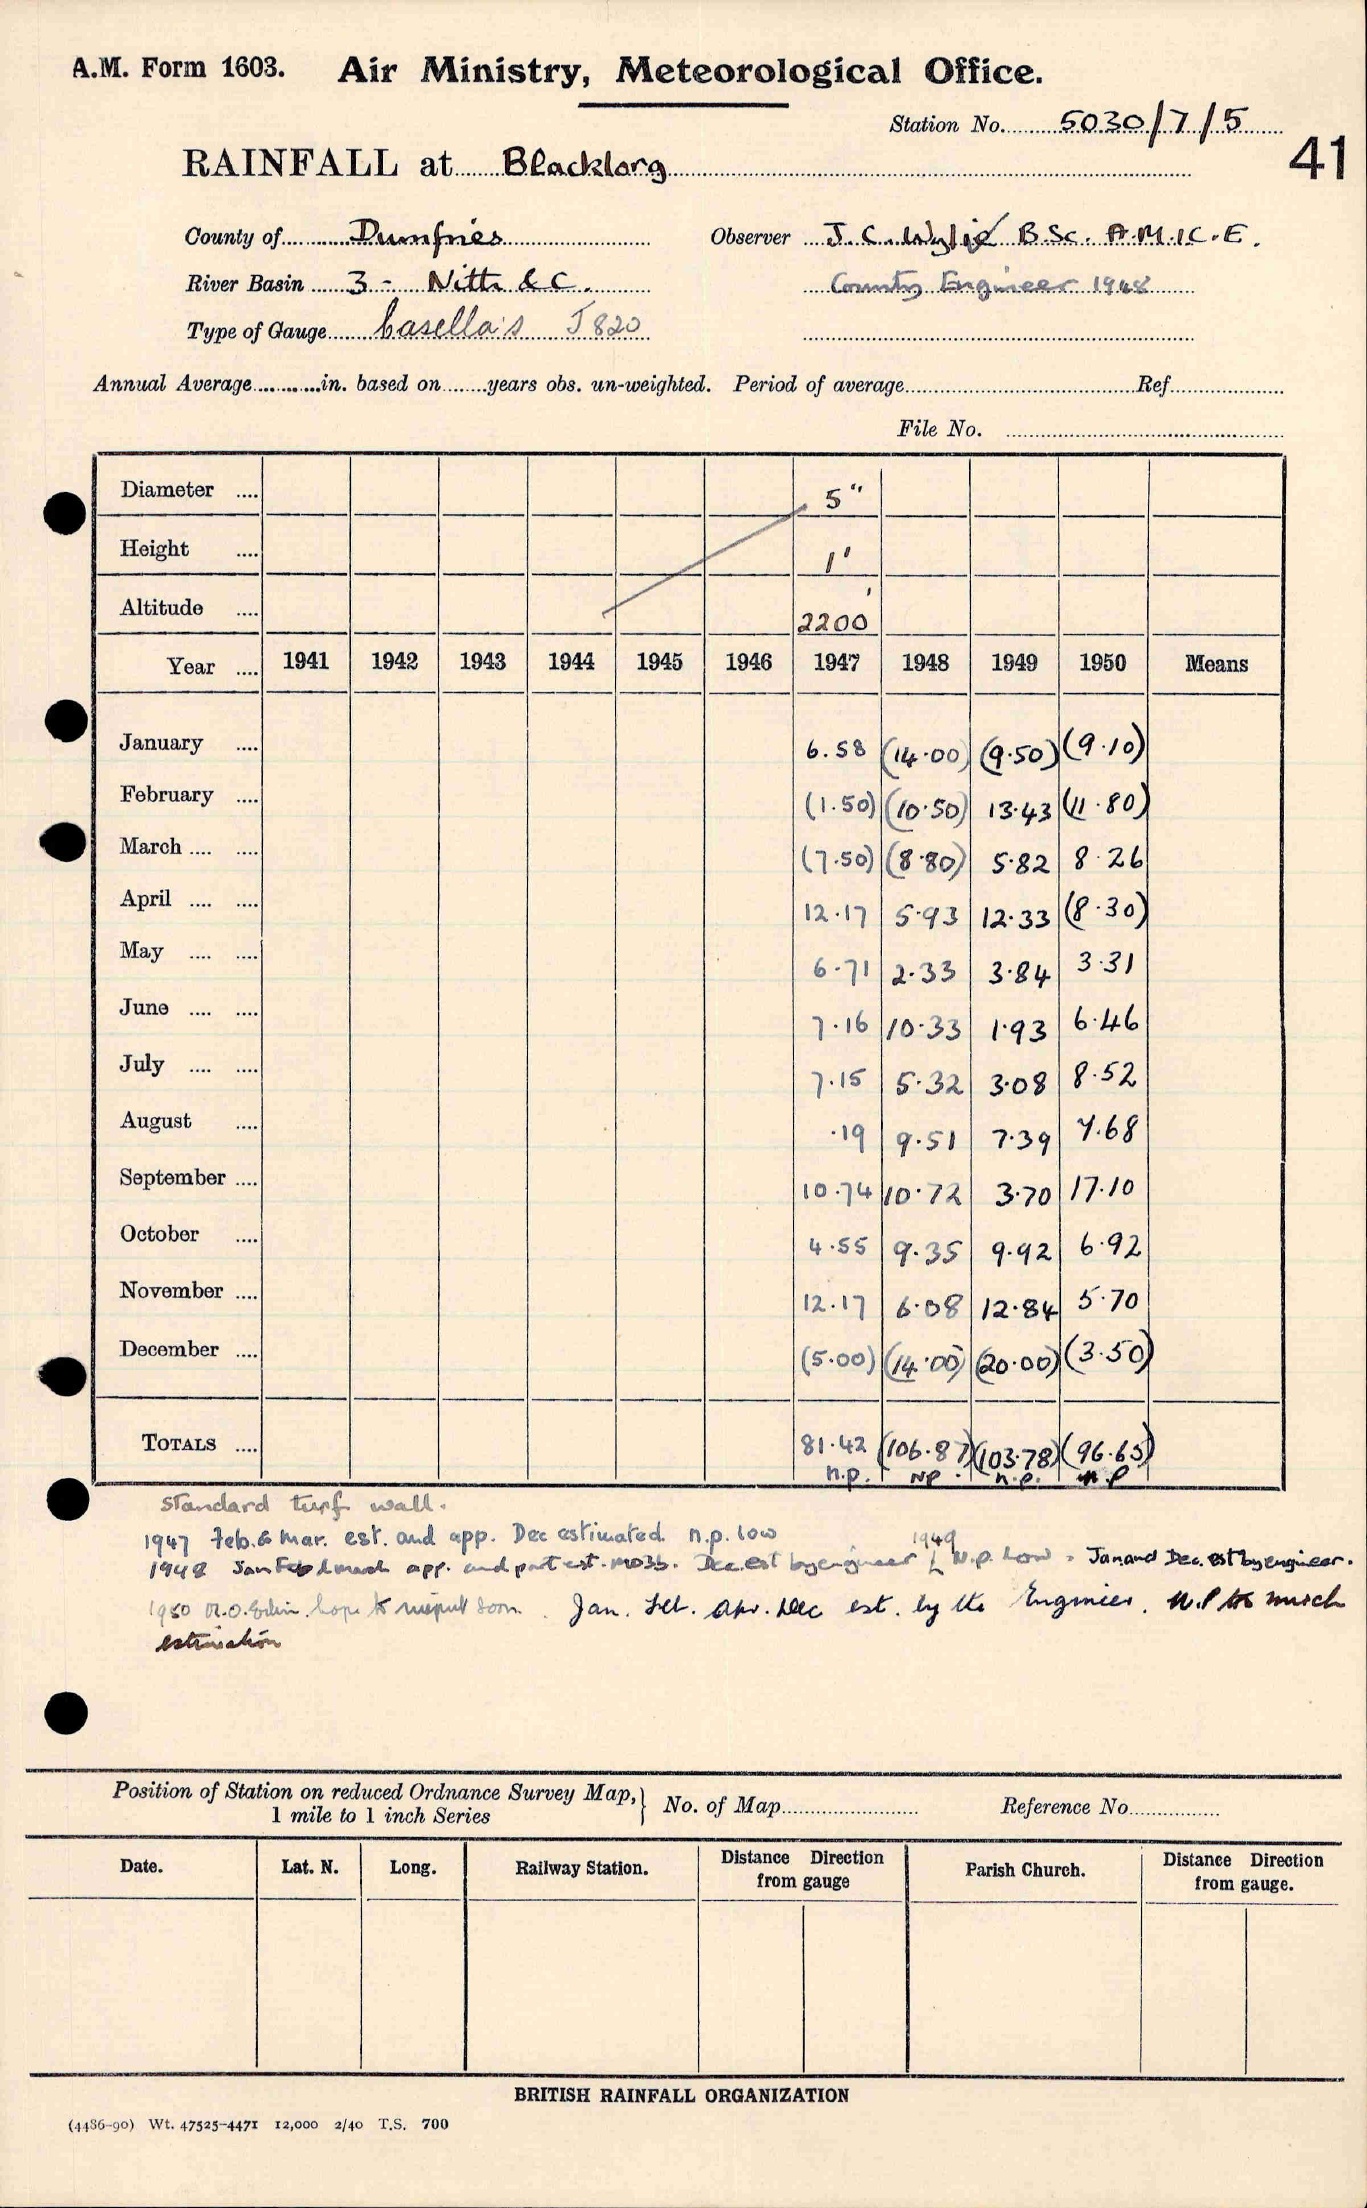 A.M. Form 1603. Air Ministry, Meteorological Office.
Station No. 5030/7/5
41
RAINFALL at Blacklorg
County of Dumfries Observer J.C. Wylie B.Sc. A.M.I.C.E.
River Basin 3 - Nith &c. County Engineer 1948
Type of Gauge Casella's J820
Annual Average in. based on years obs. un-weighted. Period of average Ref
File No.
Diameter .... 5"
Height .... 1'
Altitude .... 2200'
Year .... 1941 1942 1943 1944 1945 1946 1947 1948 1949 1950 Means
January .... 6.58 (14.00) (9.50) (9.10)
February .... (1.50) (10.50) 13.43 (11.80)
March .... .... (7.50) (8.80) 5.82 8.26
April .... .... 12.17 5.93 12.33 (8.30)
May .... .... 6.71 2.33 3.84 3.31
June .... .... 7.16 10.33 1.93 6.46
July .... .... 7.15 5.32 3.08 8.52
August .... .19 9.51 7.39 7.68
September .... 10.74 10.72 3.70 17.10
October .... 4.55 9.35 9.92 6.92
November .... 12.17 6.08 12.84 5.70
December .... (5.00) (14.00) (20.00) (3.50)
TOTALS .... 81.42 (106.87) (103.78) (96.65)
n.p. NP. n.p. n.p
Standard turf wall.
1947 Feb. & Mar. est. and app. Dec estimated. n.p. low
1948 Jan Feb & March app. and part est. M.O.3b. Dec. est by engineer 1949 N.p. low. Jan and Dec. est by engineer.
1950 M.O. Edin. hope to soon. Jan. Feb. Apr. Dec est. by the Engineer. N.P too much
estimation
Position of Station on reduced Ordnance Survey Map, No. of Map Reference No.
1 mile to 1 inch Series
Date. Lat. N. Long. Railway Station. Distance Direction from gauge Parish Church. Distance Direction from gauge.
BRITISH RAINFALL ORGANIZATION
(4486-90) Wt. 47525-4471 12,000 2/40 T.S. 700